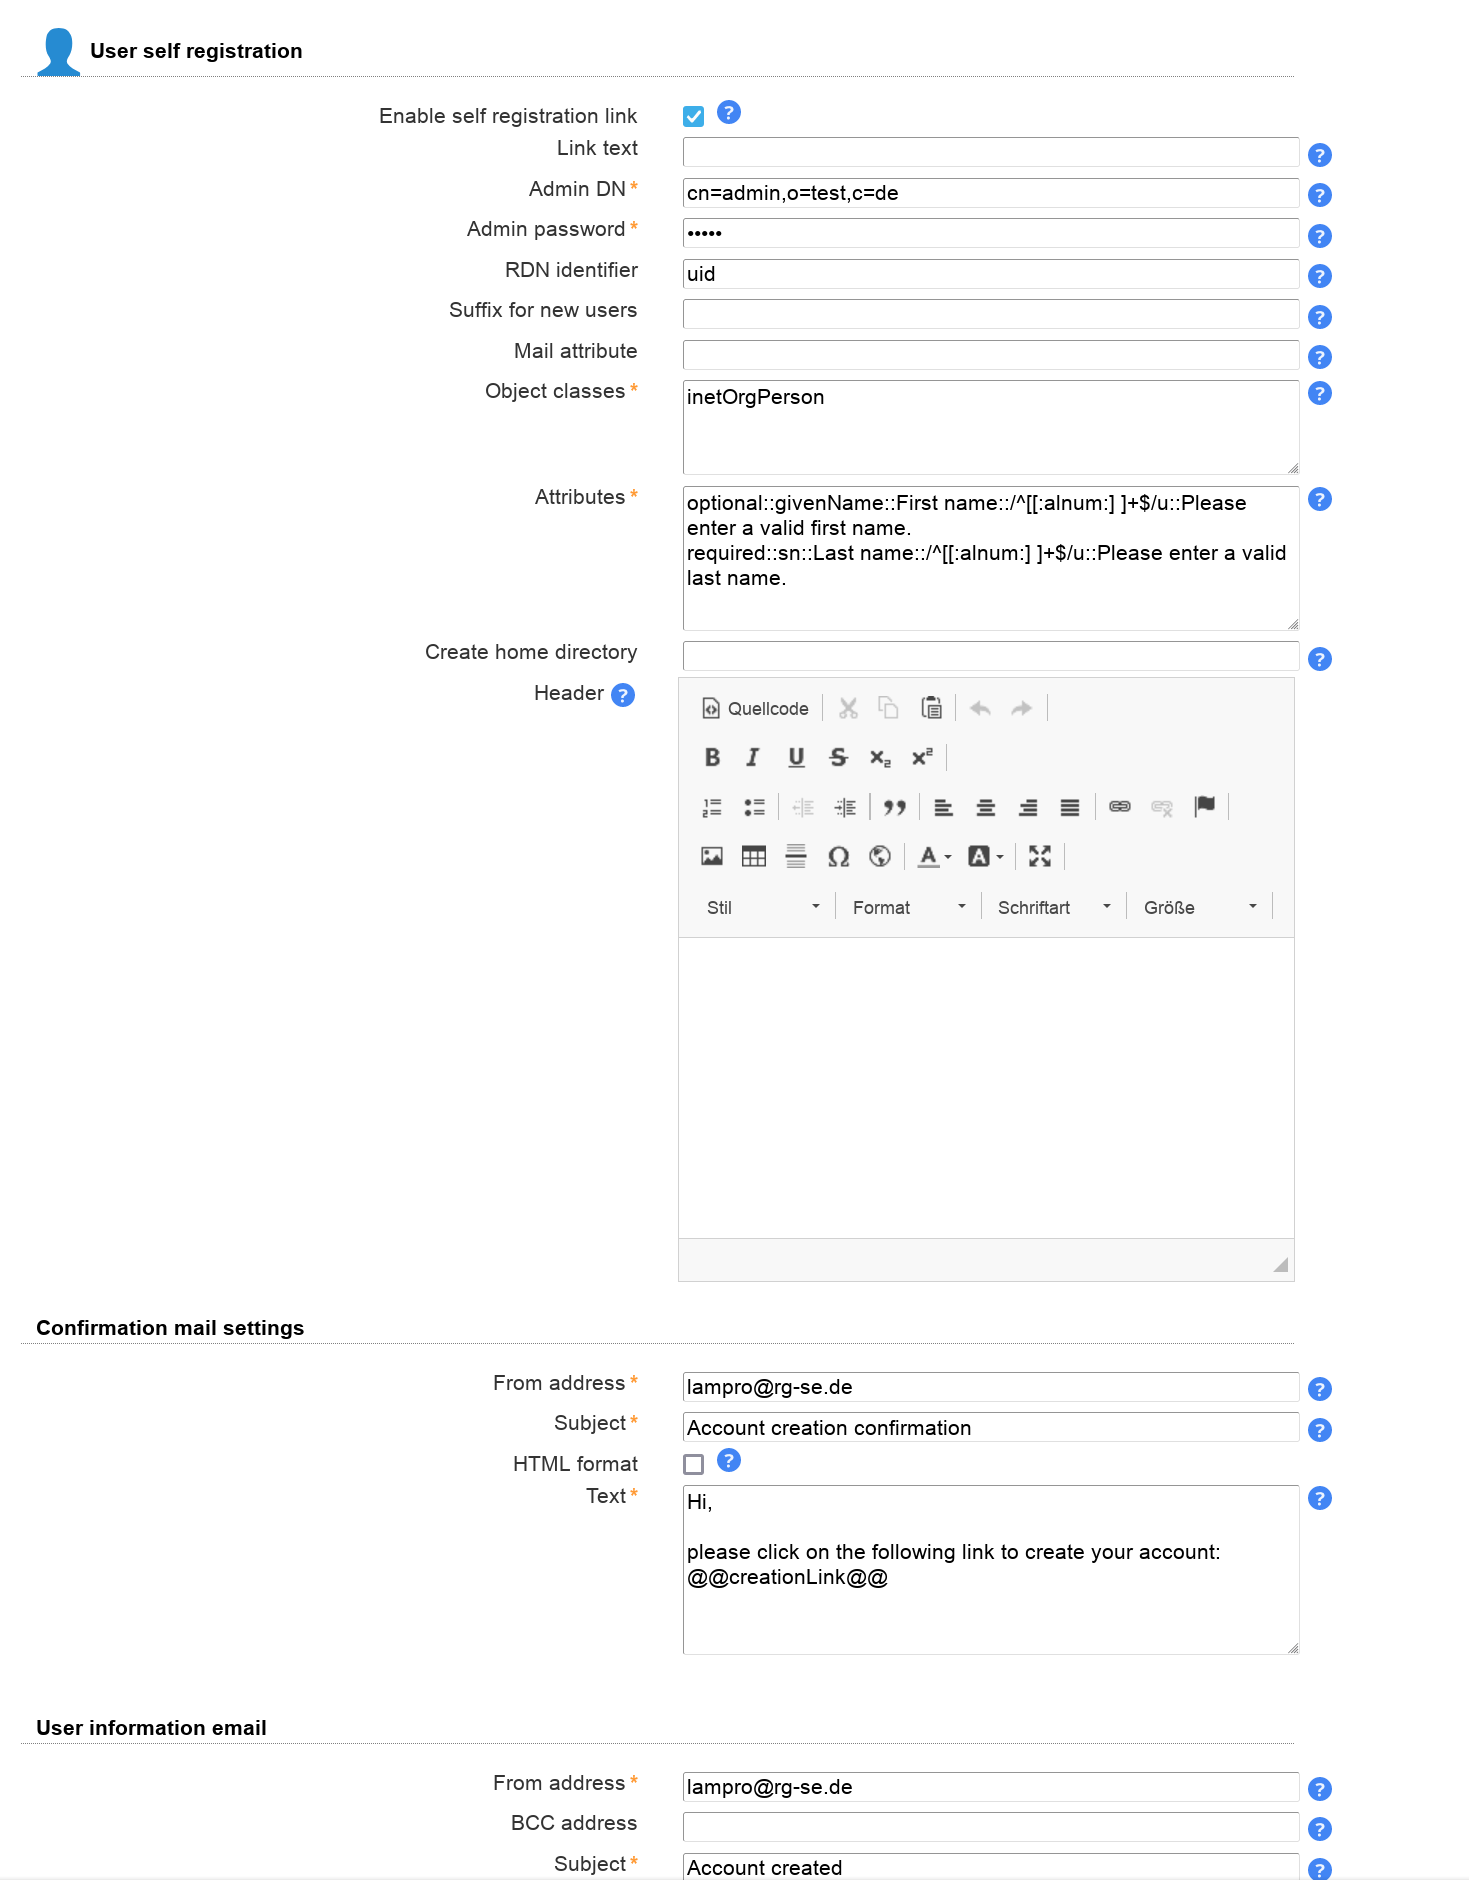 User self registration
Enable self registration link ?
Link text ?
Admin DN * cn=admin,o=test,c=de ?
Admin password * ••••• ?
RDN identifier uid ?
Suffix for new users ?
Mail attribute ?
Object classes * inetOrgPerson ?
Attributes * optional::givenName::First name::/^[[:alnum:] ]+$/u::Please ?
enter a valid first name.
required::sn::Last name::/^[[:alnum:] ]+$/u::Please enter a valid
last name.
Create home directory ?
Header ? Quellcode
B I U S x₂ x²
Ω A A
Stil Format Schriftart Größe
Confirmation mail settings
From address * lampro@rg-se.de ?
Subject * Account creation confirmation ?
HTML format ?
Text * Hi, ?
please click on the following link to create your account:
@@creationLink@@
User information email
From address * lampro@rg-se.de ?
BCC address ?
Subject * Account created ?